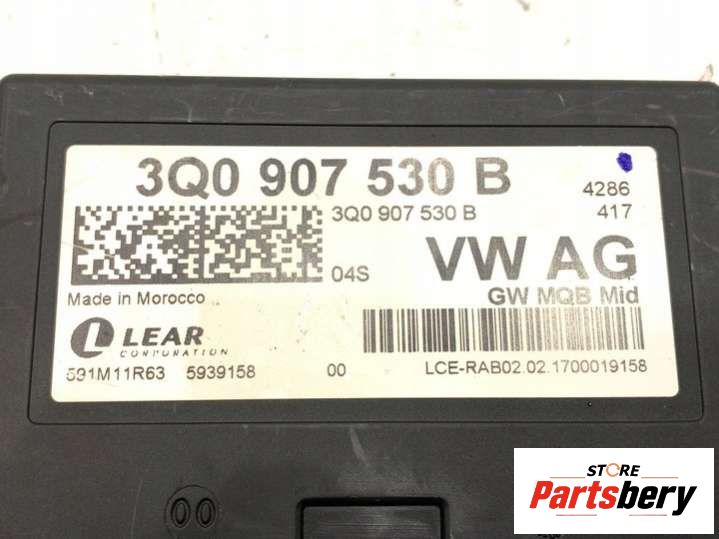 3Q0 907 530 B
4286
3Q0 907 530 B
417
04S
VW AG
Made in Morocco
GW MQB Mid
LEAR
CORPORATION
591M11R63 5939158 00 LCE-RAB02.02.1700019158
00
STORE
Partsbery